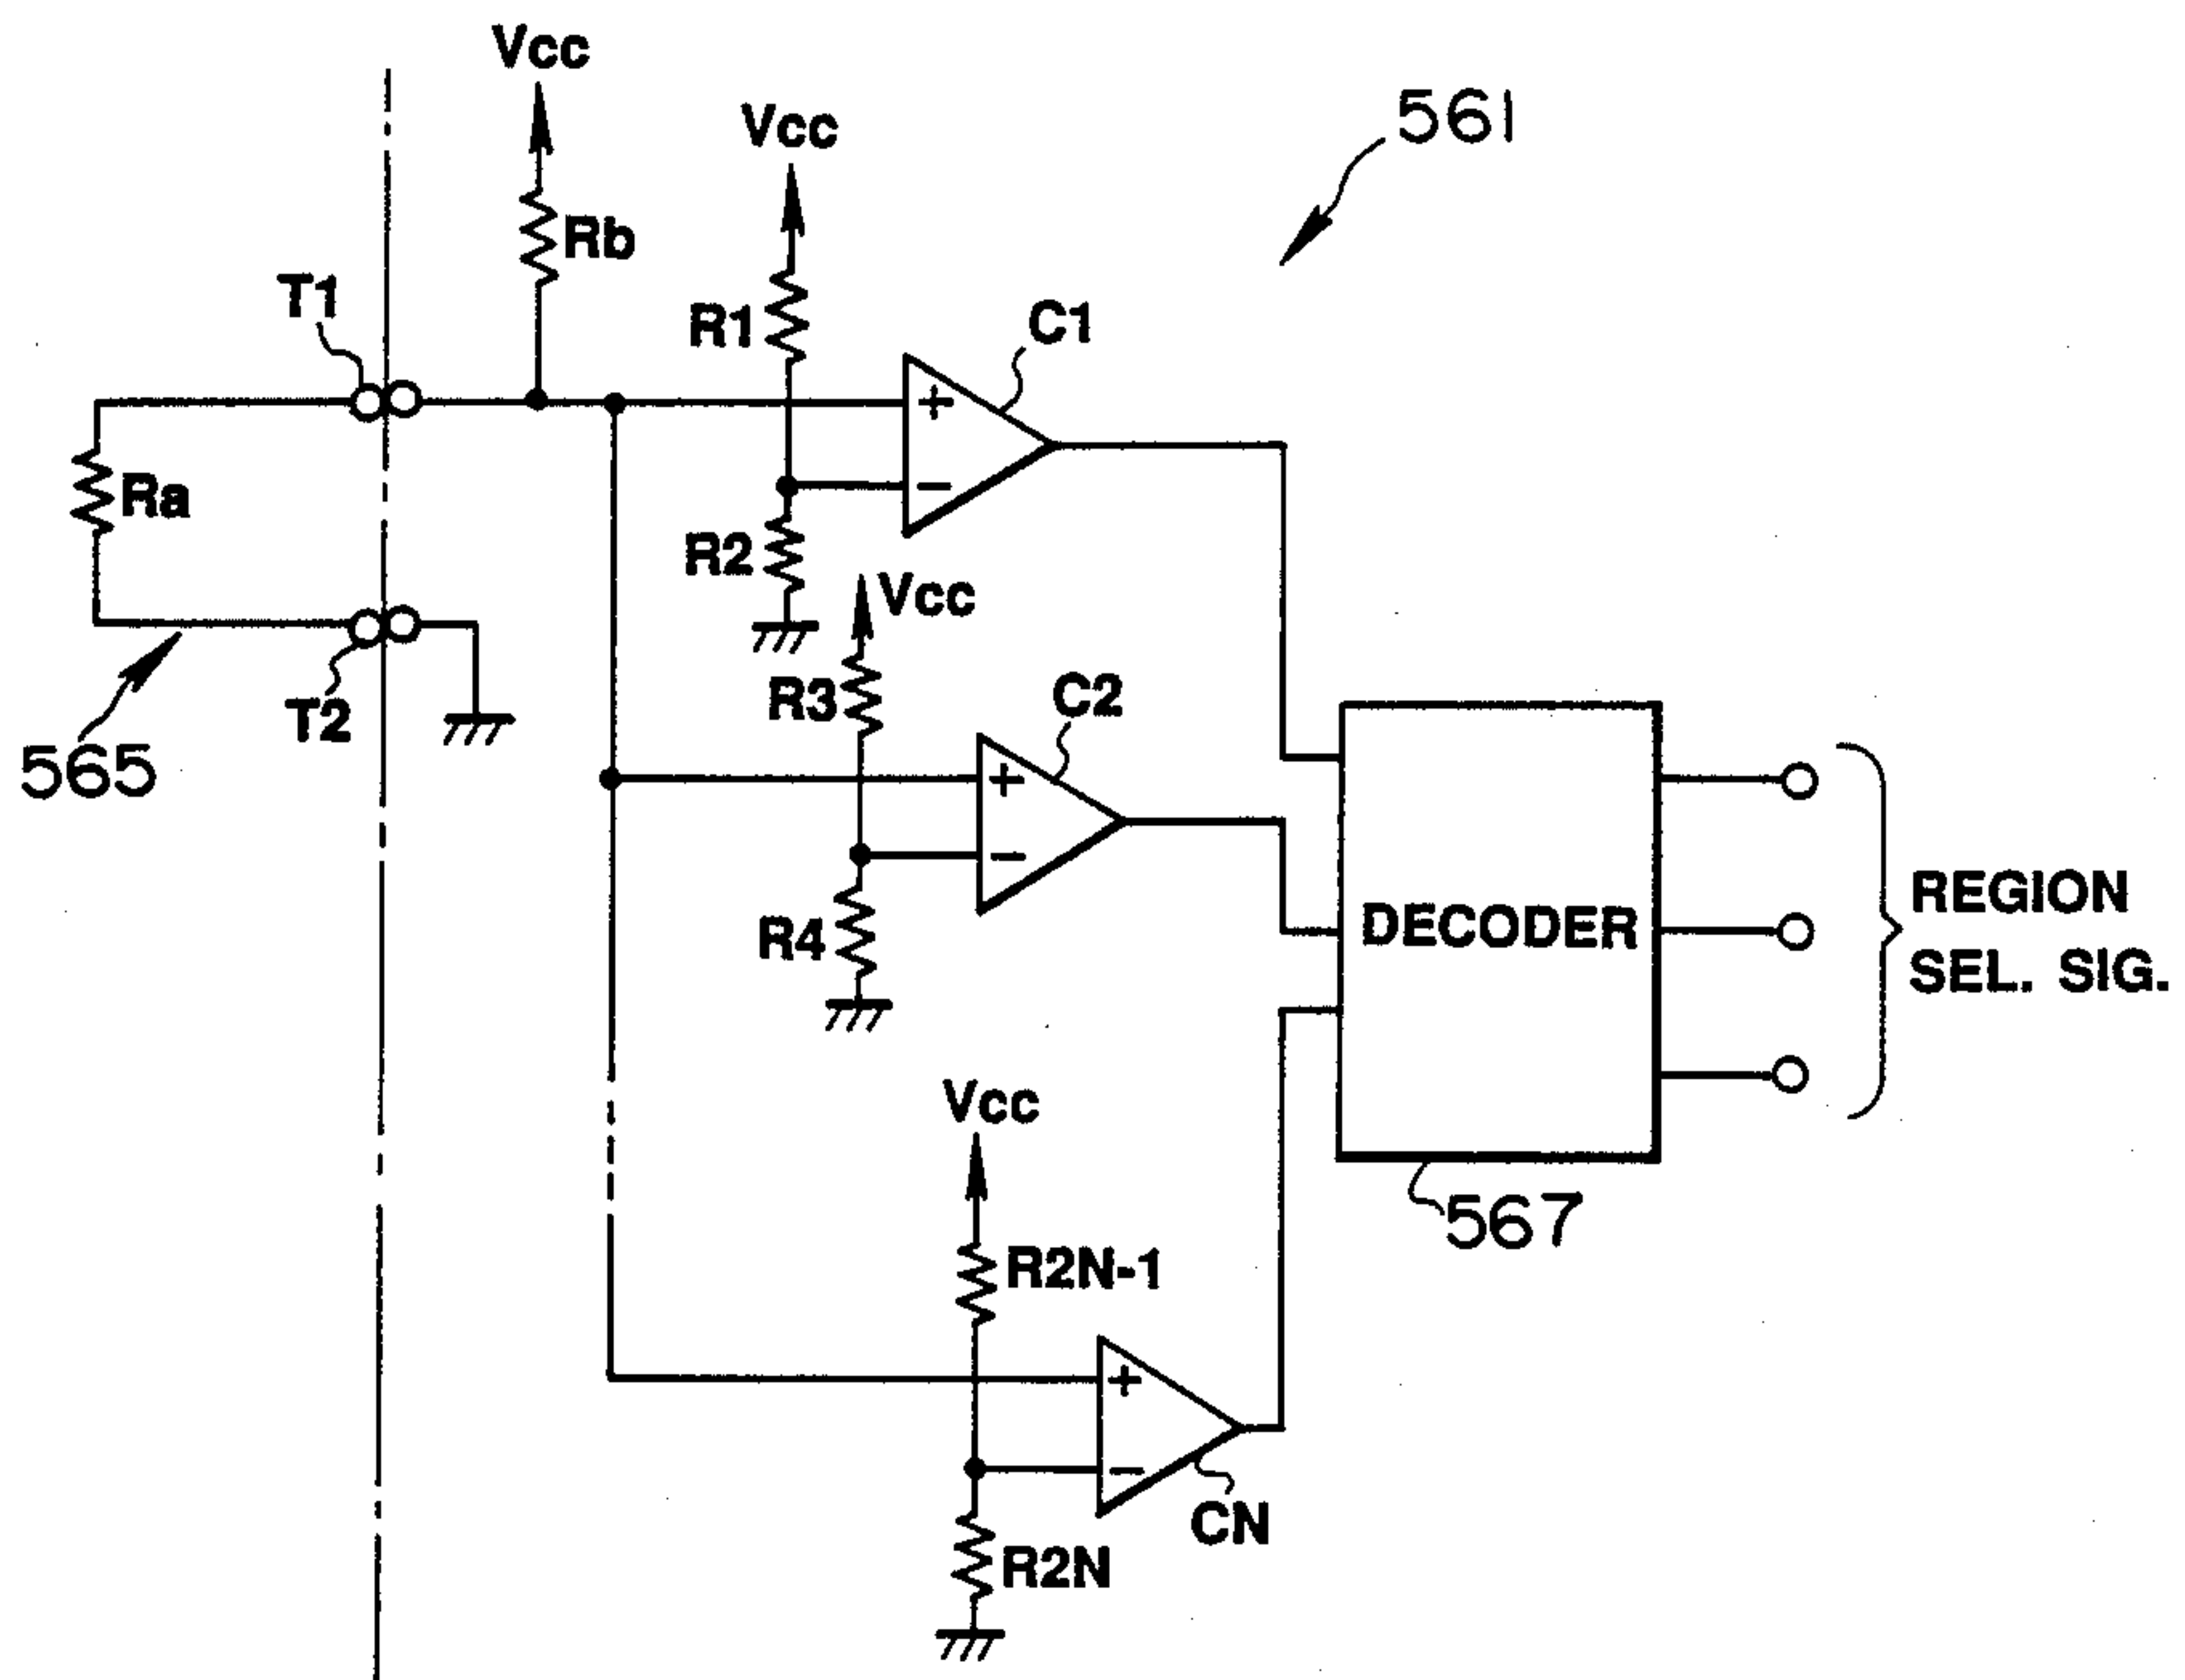 Vcc
Vcc
561
Rb
T1
R1
C1
+
Ra
−
R2
Vcc
R3
C2
T2
565
+
−
DECODER
REGION
SEL. SIG.
R4
Vcc
567
R2N-1
+
−
CN
R2N